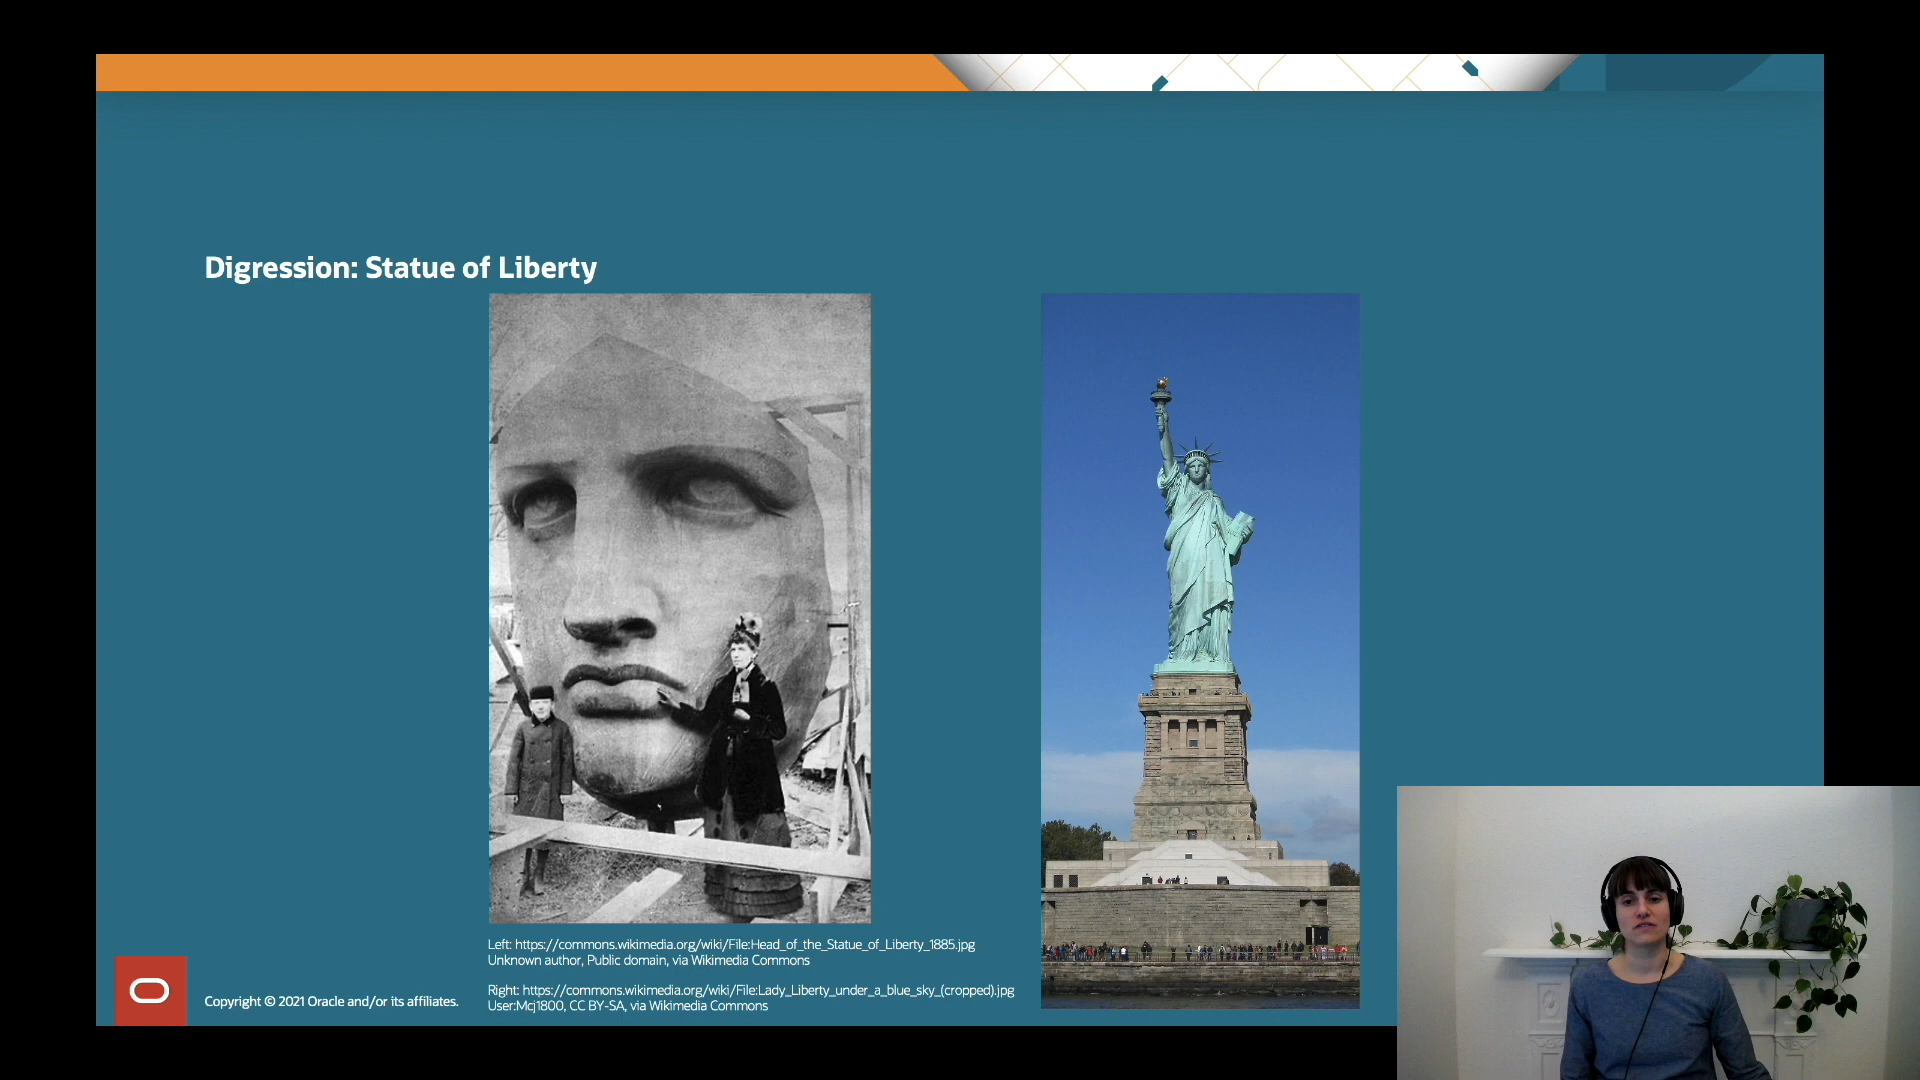 Digression: Statue of Liberty
Left: https://commons.wikimedia.org/wiki/File:Head_of_the_Statue_of_Liberty_1885.jpg
Unknown author, Public domain, via Wikimedia Commons
Right: https://commons.wikimedia.org/wiki/File:Lady_Liberty_under_a_blue_sky_(cropped).jpg
User:Mcj1800, CC BY-SA, via Wikimedia Commons
Copyright © 2021 Oracle and/or its affiliates.